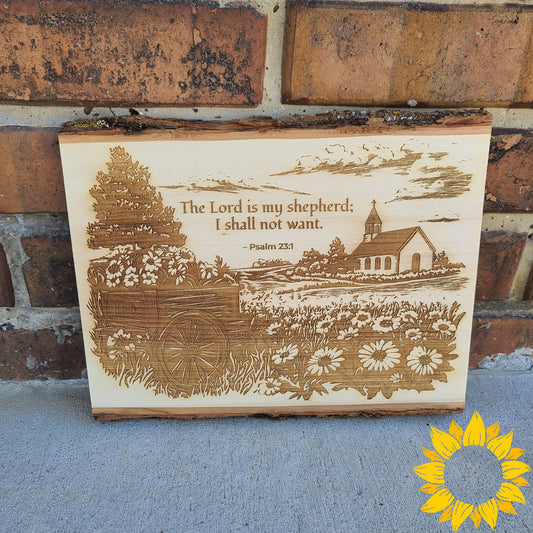 The Lord is my shepherd;
I shall not want.
– Psalm 23:1